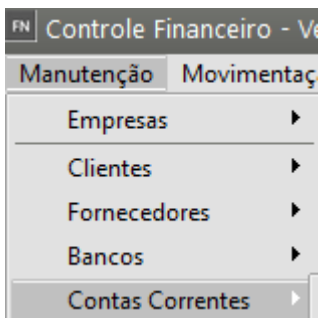 FN Controle Financeiro -
Manutenção
Empresas
Clientes
Fornecedores
Bancos
Contas Correntes